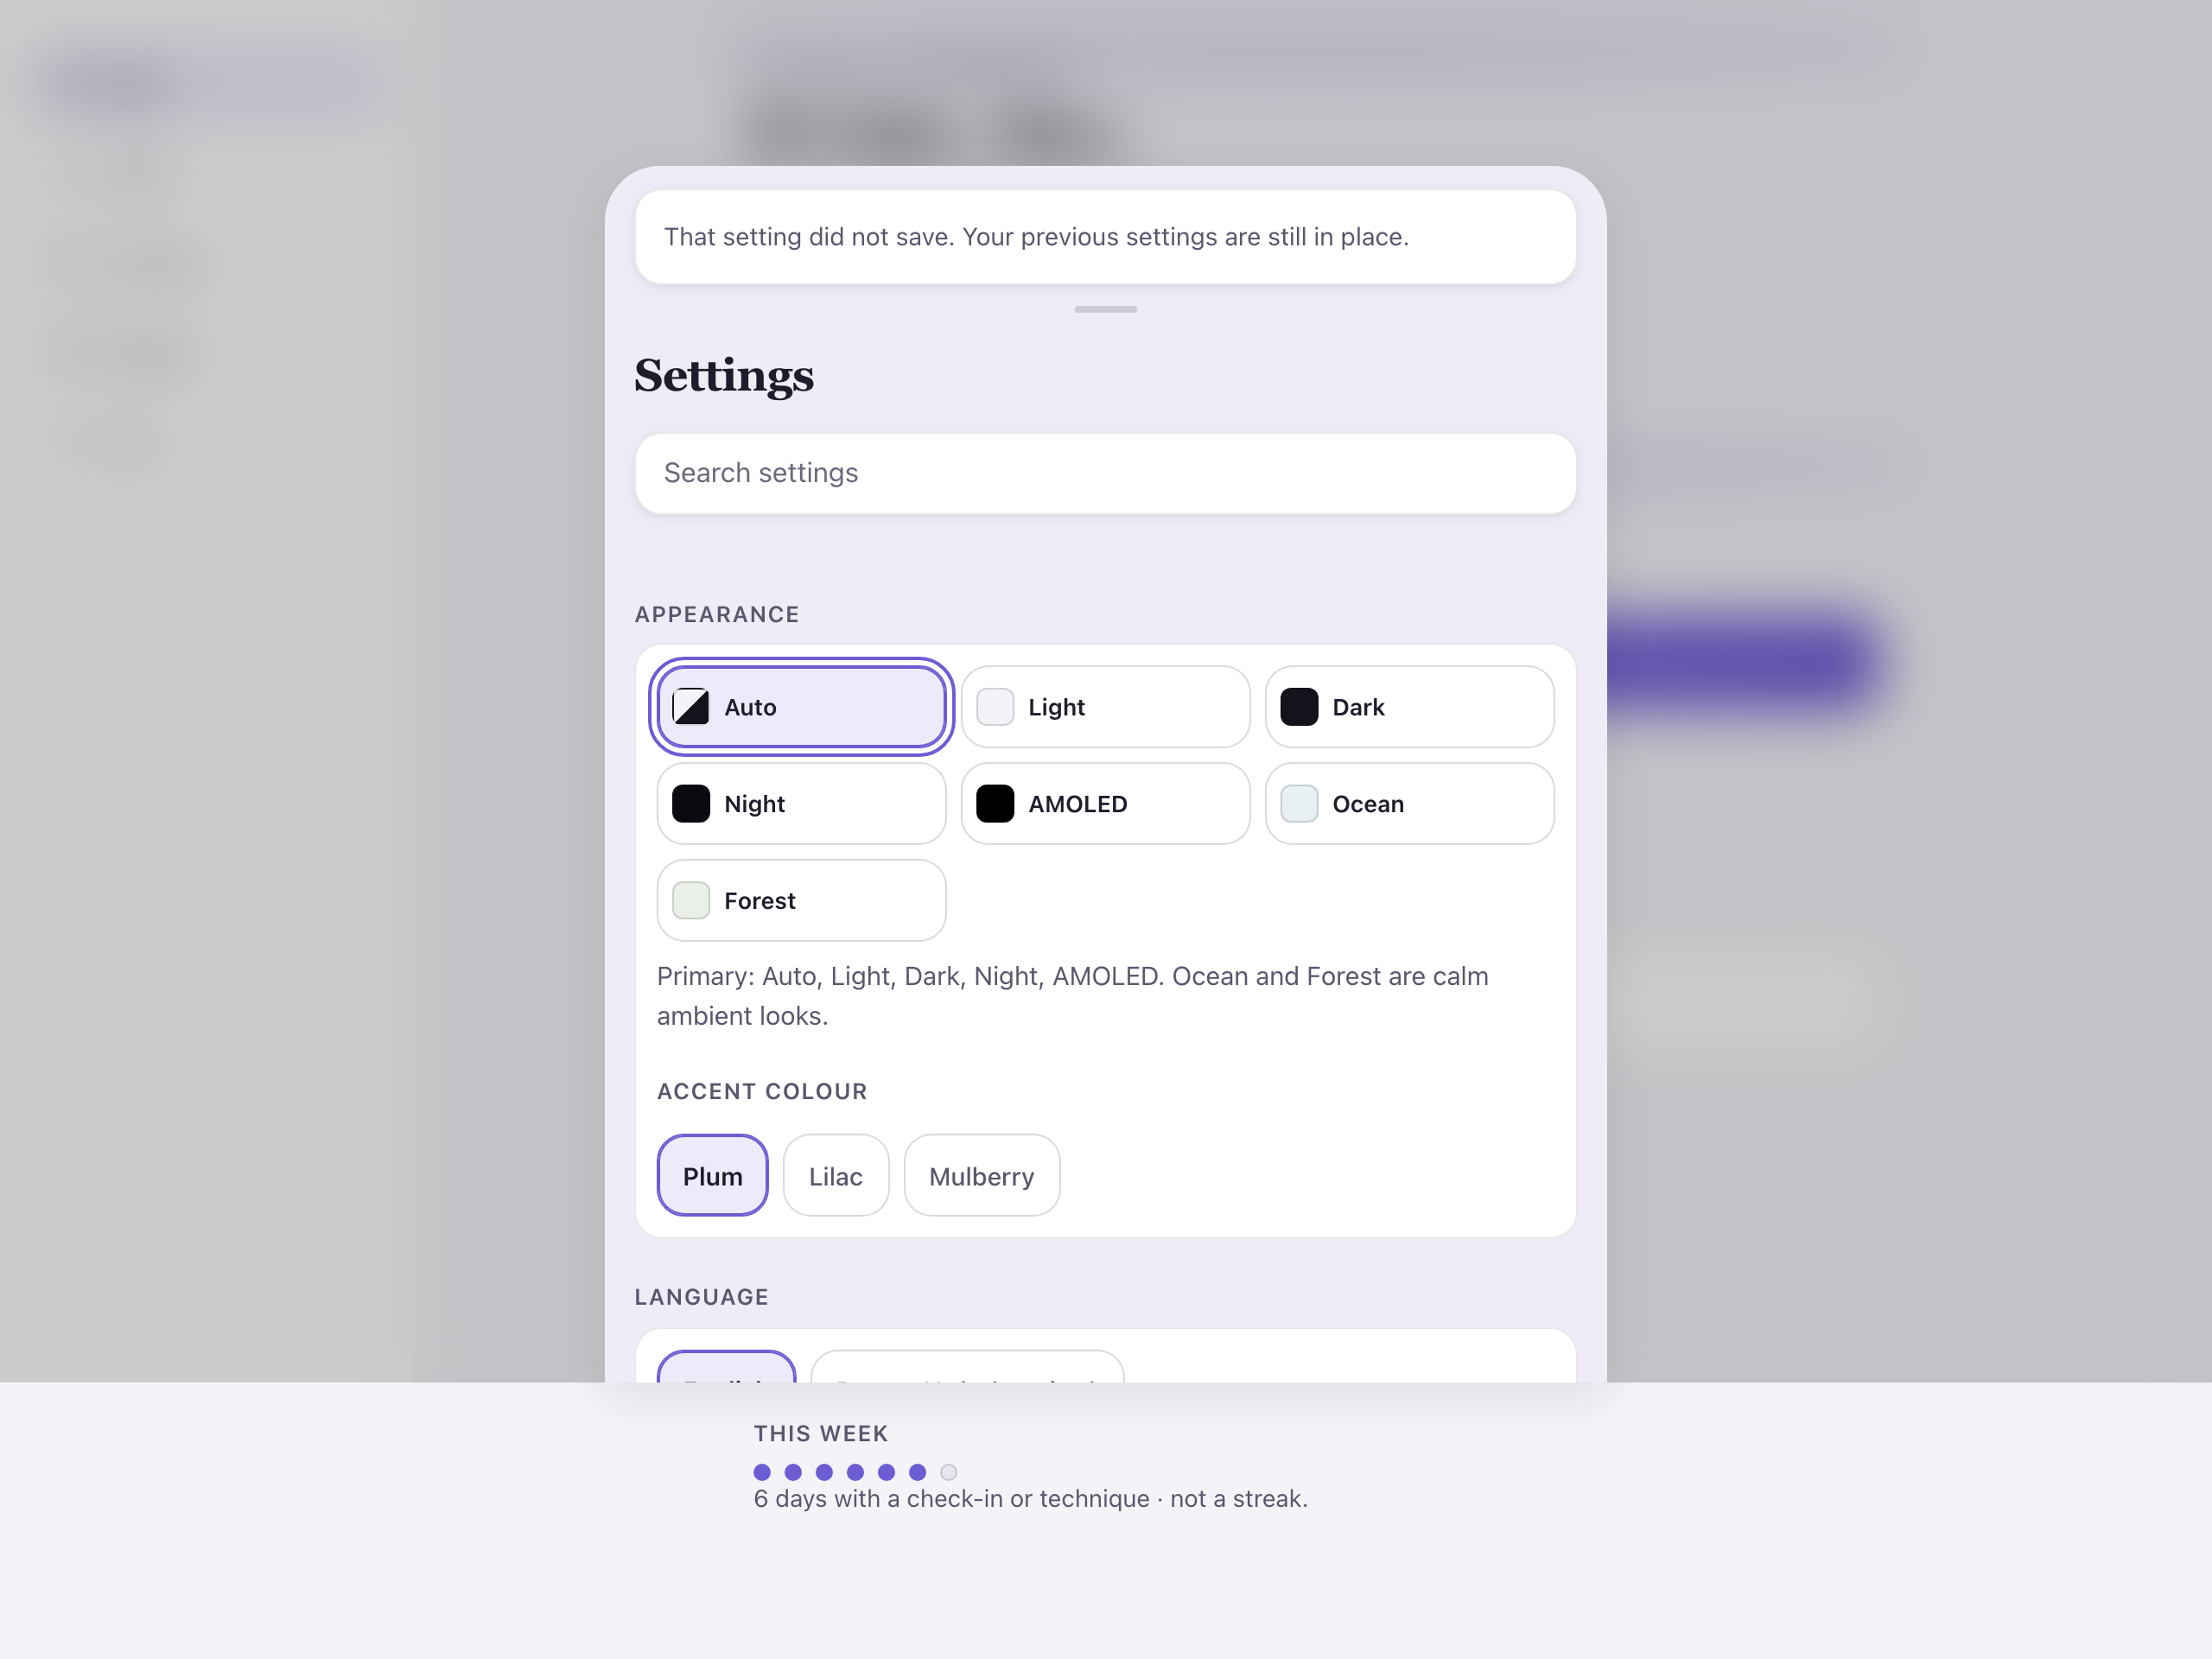 That setting did not save. Your previous settings are still in place.
Settings
Search settings
APPEARANCE
Auto
Light
Dark
Night
AMOLED
Ocean
Forest
Primary: Auto, Light, Dark, Night, AMOLED. Ocean and Forest are calm
ambient looks.
ACCENT COLOUR
Plum
Lilac
Mulberry
LANGUAGE
THIS WEEK
6 days with a check-in or technique · not a streak.